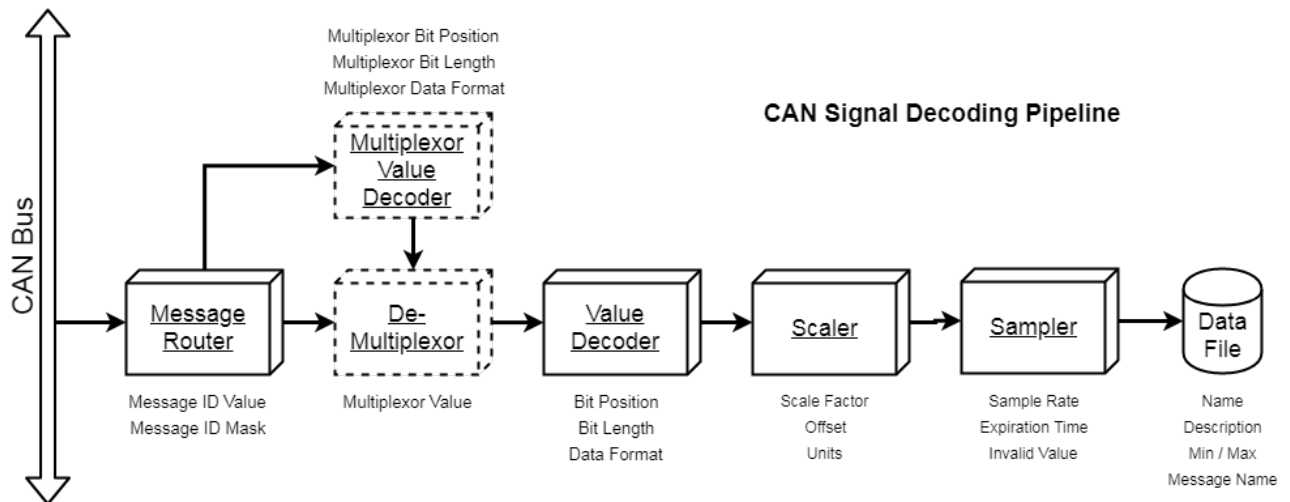 Multiplexor Bit Position
Multiplexor Bit Length
Multiplexor Data Format
CAN Signal Decoding Pipeline
Multiplexor
Value
Decoder
CAN Bus
Message
Router
De-
Multiplexor
Value
Decoder
Scaler
Sampler
Data
File
Message ID Value
Message ID Mask
Multiplexor Value
Bit Position
Bit Length
Data Format
Scale Factor
Offset
Units
Sample Rate
Expiration Time
Invalid Value
Name
Description
Min / Max
Message Name